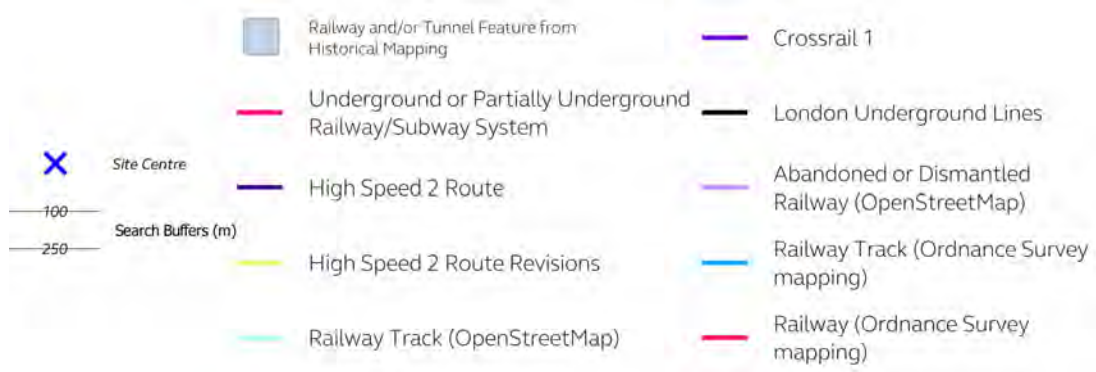 Site Centre
100
Search Buffers (m)
250
Railway and/or Tunnel Feature from
Historical Mapping
Underground or Partially Underground
Railway/Subway System
High Speed 2 Route
High Speed 2 Route Revisions
Railway Track (OpenStreetMap)
Crossrail 1
London Underground Lines
Abandoned or Dismantled
Railway (OpenStreetMap)
Railway Track (Ordnance Survey
mapping)
Railway (Ordnance Survey
mapping)